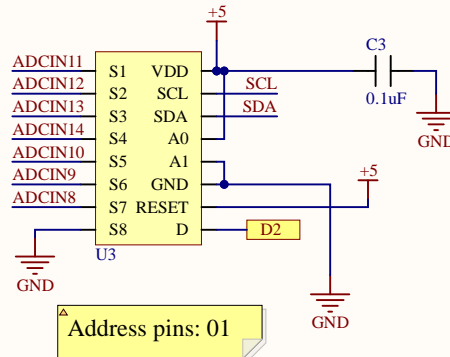 +5
C3
0.1uF
GND
ADCIN11 S1 VDD
ADCIN12 S2 SCL SCL
ADCIN13 S3 SDA SDA
ADCIN14 S4 A0
ADCIN10 S5 A1
ADCIN9 S6 GND
ADCIN8 S7 RESET +5
S8 D D2
U3
GND
GND
Address pins: 01